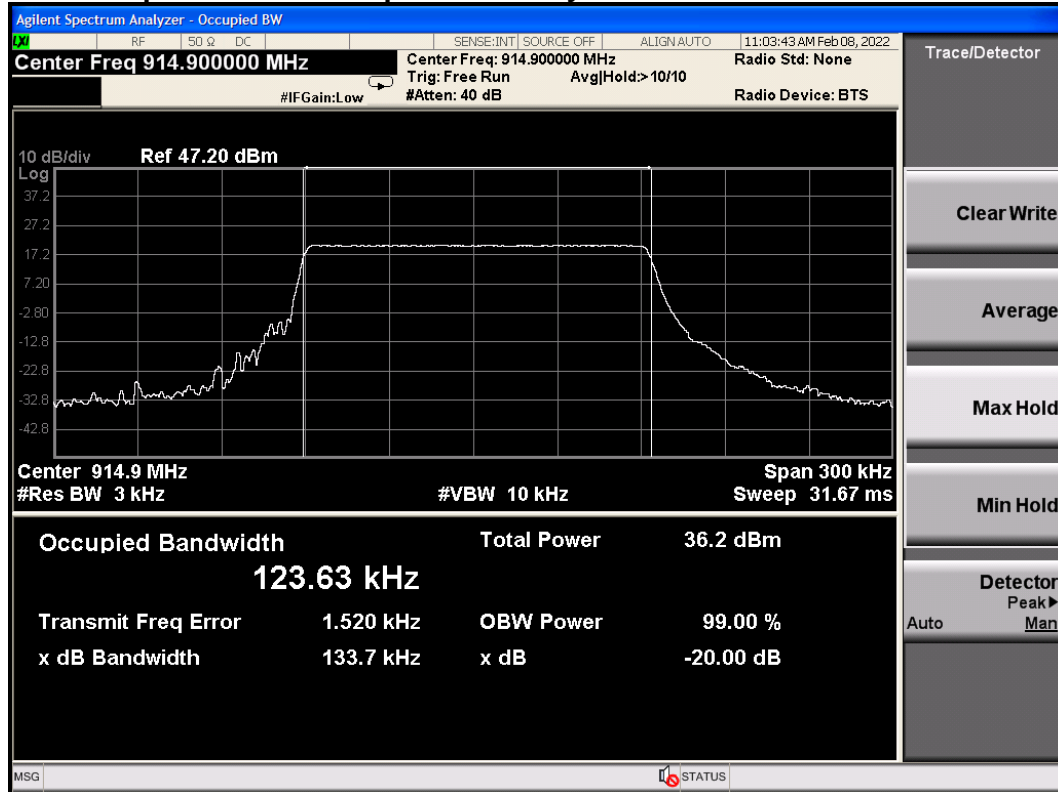 Agilent Spectrum Analyzer - Occupied BW
LXI RF 50 Ω DC SENSE:INT SOURCE OFF ALIGN AUTO 11:03:43 AM Feb 08, 2022
Center Freq 914.900000 MHz
Center Freq: 914.900000 MHz
Radio Std: None
Trig: Free Run Avg|Hold:> 10/10
#IFGain:Low
#Atten: 40 dB
Radio Device: BTS
10 dB/div Ref 47.20 dBm
Log
37.2
27.2
17.2
7.20
-2.80
-12.8
-22.8
-32.8
-42.8
Center 914.9 MHz Span 300 kHz
#Res BW 3 kHz #VBW 10 kHz Sweep 31.67 ms
Occupied Bandwidth Total Power 36.2 dBm
123.63 kHz
Transmit Freq Error 1.520 kHz OBW Power 99.00 %
x dB Bandwidth 133.7 kHz x dB -20.00 dB
MSG STATUS
Trace/Detector
Clear Write
Average
Max Hold
Min Hold
Detector
Peak▶
Auto Man